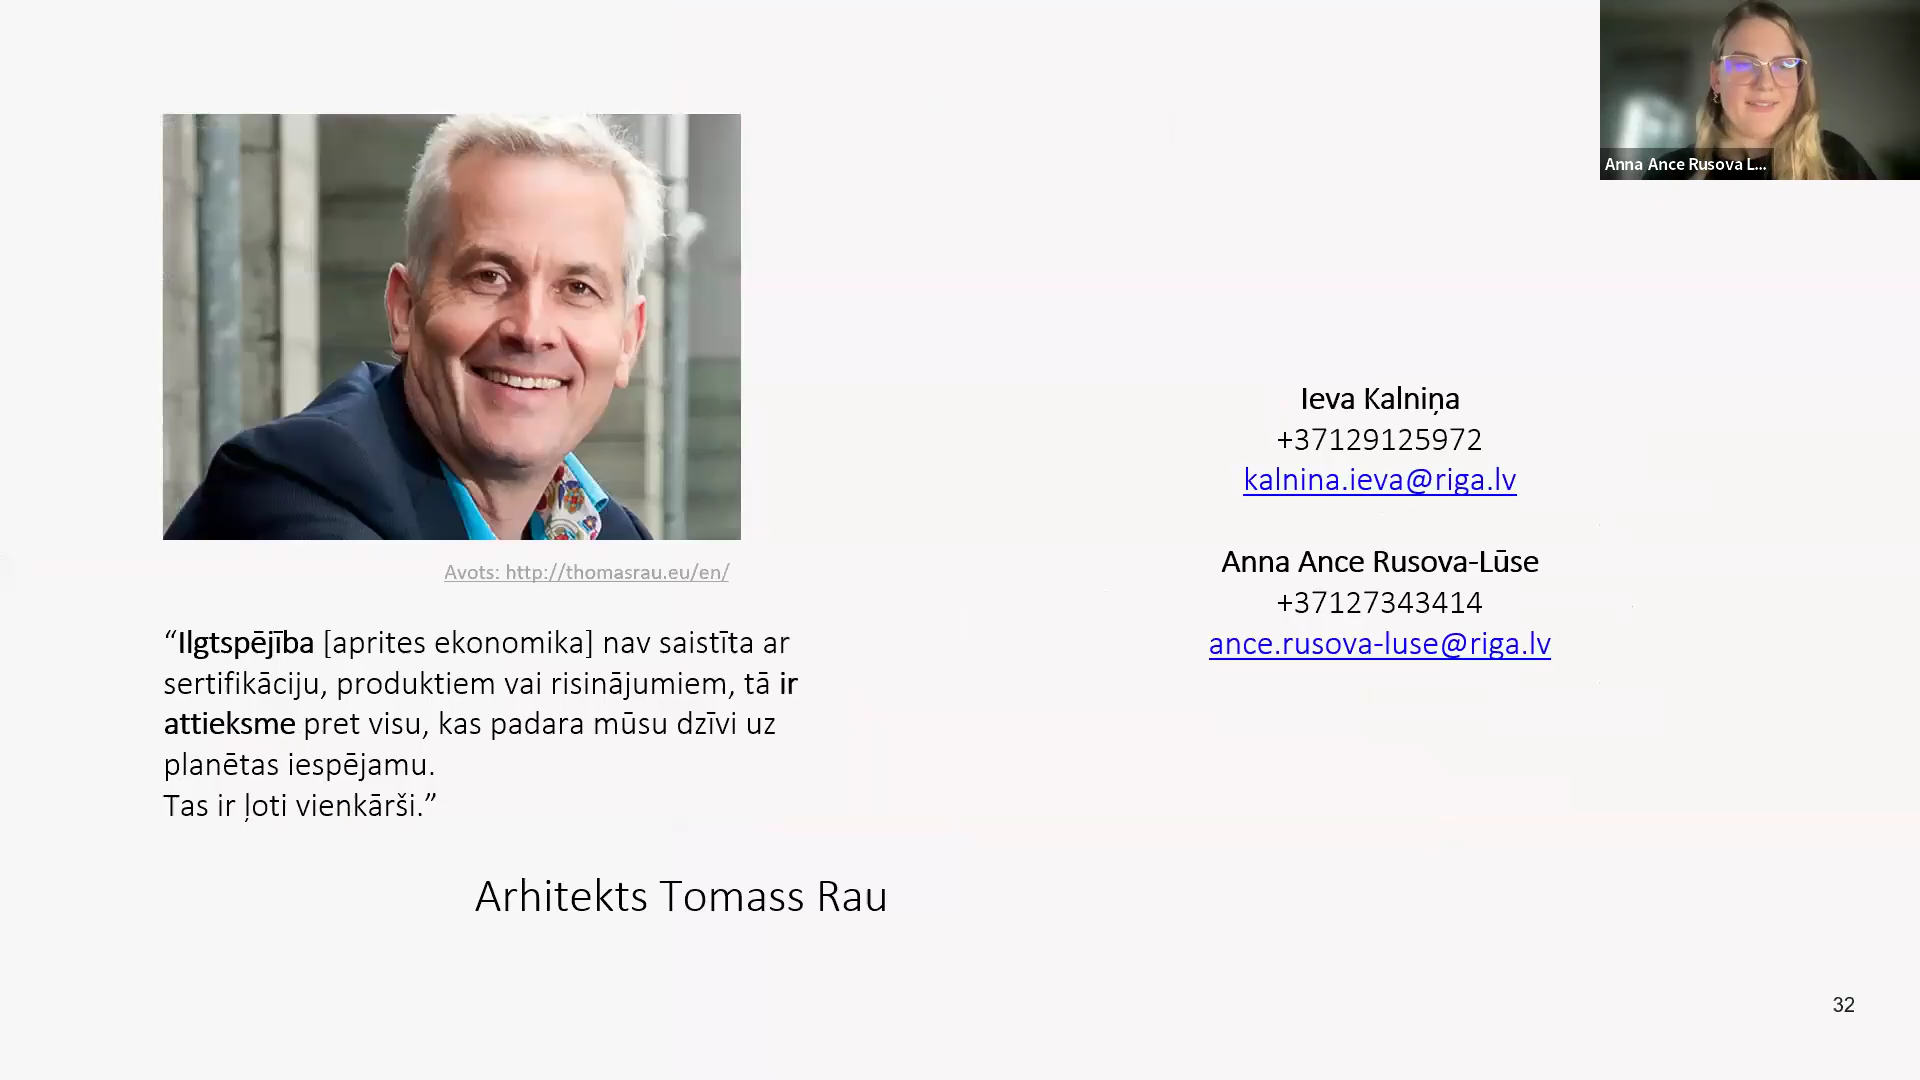 Anna Ance Rusova L...
Avots: http://thomasrau.eu/en/
“Ilgtspējība [aprites ekonomika] nav saistīta ar
sertifikāciju, produktiem vai risinājumiem, tā ir
attieksme pret visu, kas padara mūsu dzīvi uz
planētas iespējamu.
Tas ir ļoti vienkārši.”
Arhitekts Tomass Rau
Ieva Kalniņa
+37129125972
kalnina.ieva@riga.lv
Anna Ance Rusova-Lūse
+37127343414
ance.rusova-luse@riga.lv
32